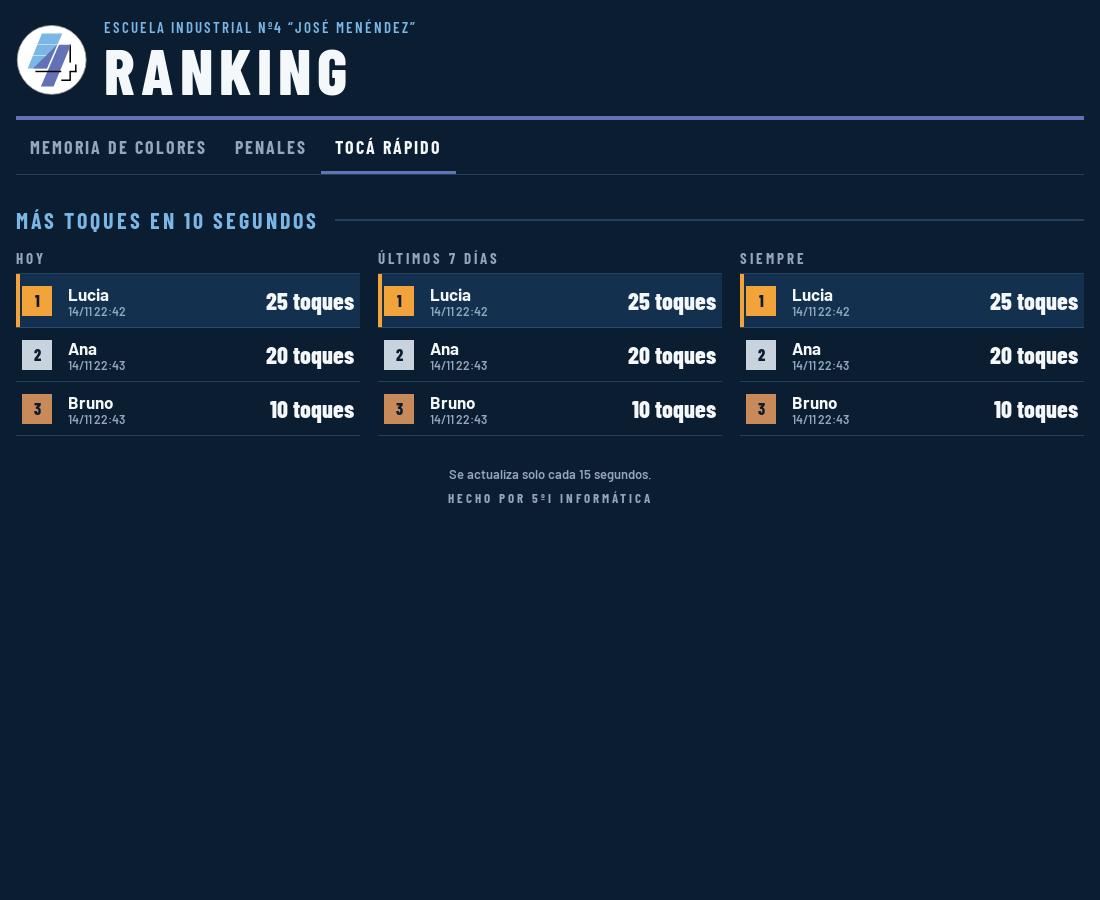 ESCUELA INDUSTRIAL Nº4 “JOSÉ MENÉNDEZ”
RANKING
MEMORIA DE COLORES PENALES TOCÁ RÁPIDO
MÁS TOQUES EN 10 SEGUNDOS
HOY
1 Lucia 25 toques
14/11 22:42
2 Ana 20 toques
14/11 22:43
3 Bruno 10 toques
14/11 22:43
ÚLTIMOS 7 DÍAS
1 Lucia 25 toques
14/11 22:42
2 Ana 20 toques
14/11 22:43
3 Bruno 10 toques
14/11 22:43
SIEMPRE
1 Lucia 25 toques
14/11 22:42
2 Ana 20 toques
14/11 22:43
3 Bruno 10 toques
14/11 22:43
Se actualiza solo cada 15 segundos.
HECHO POR 5ºI INFORMÁTICA